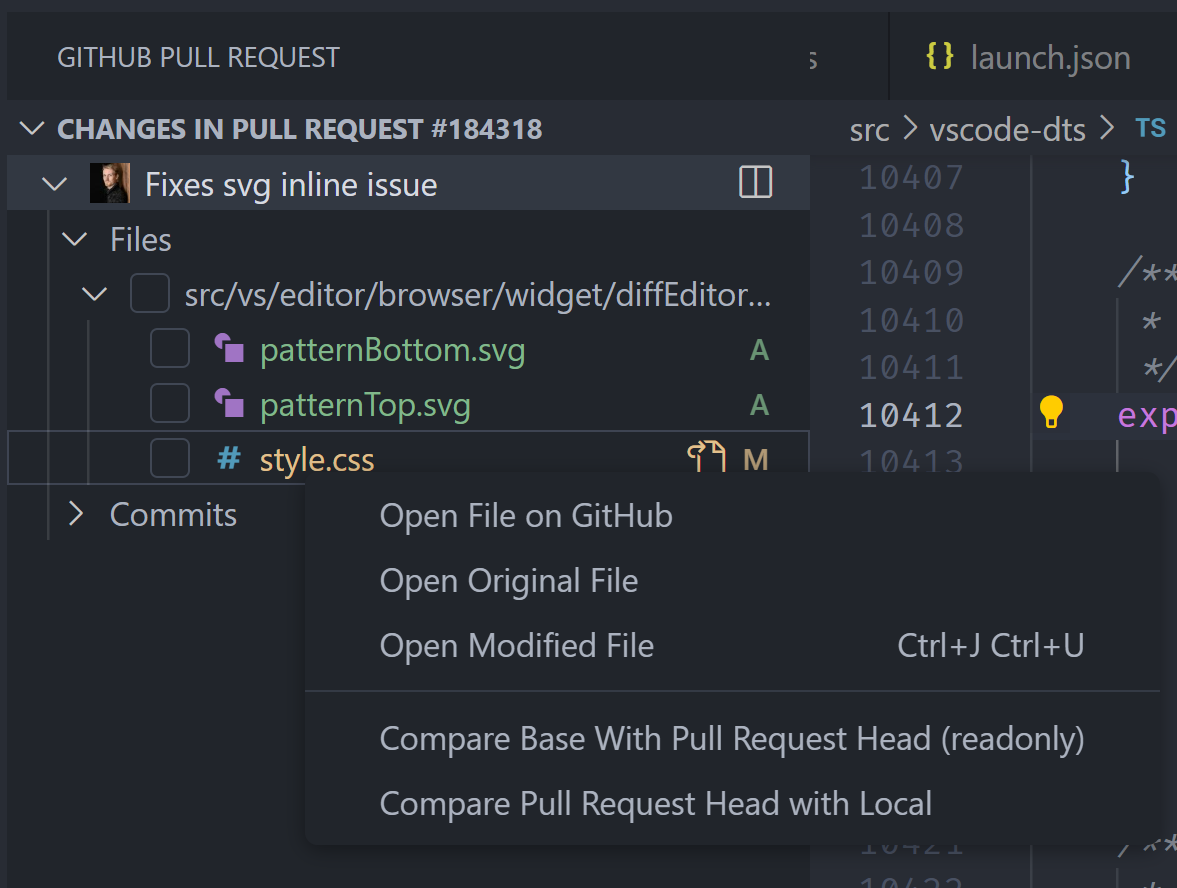 GITHUB PULL REQUEST
s
{} launch.json
CHANGES IN PULL REQUEST #184318
src > vscode-dts > TS
Fixes svg inline issue
Files
src/vs/editor/browser/widget/diffEditor...
patternBottom.svg A
patternTop.svg A
# style.css M
Commits
10407 }
10408
10409 /**
10410 *
10411 */
10412 exp
10413
Open File on GitHub
Open Original File
Open Modified File Ctrl+J Ctrl+U
Compare Base With Pull Request Head (readonly)
Compare Pull Request Head with Local
10421 /**